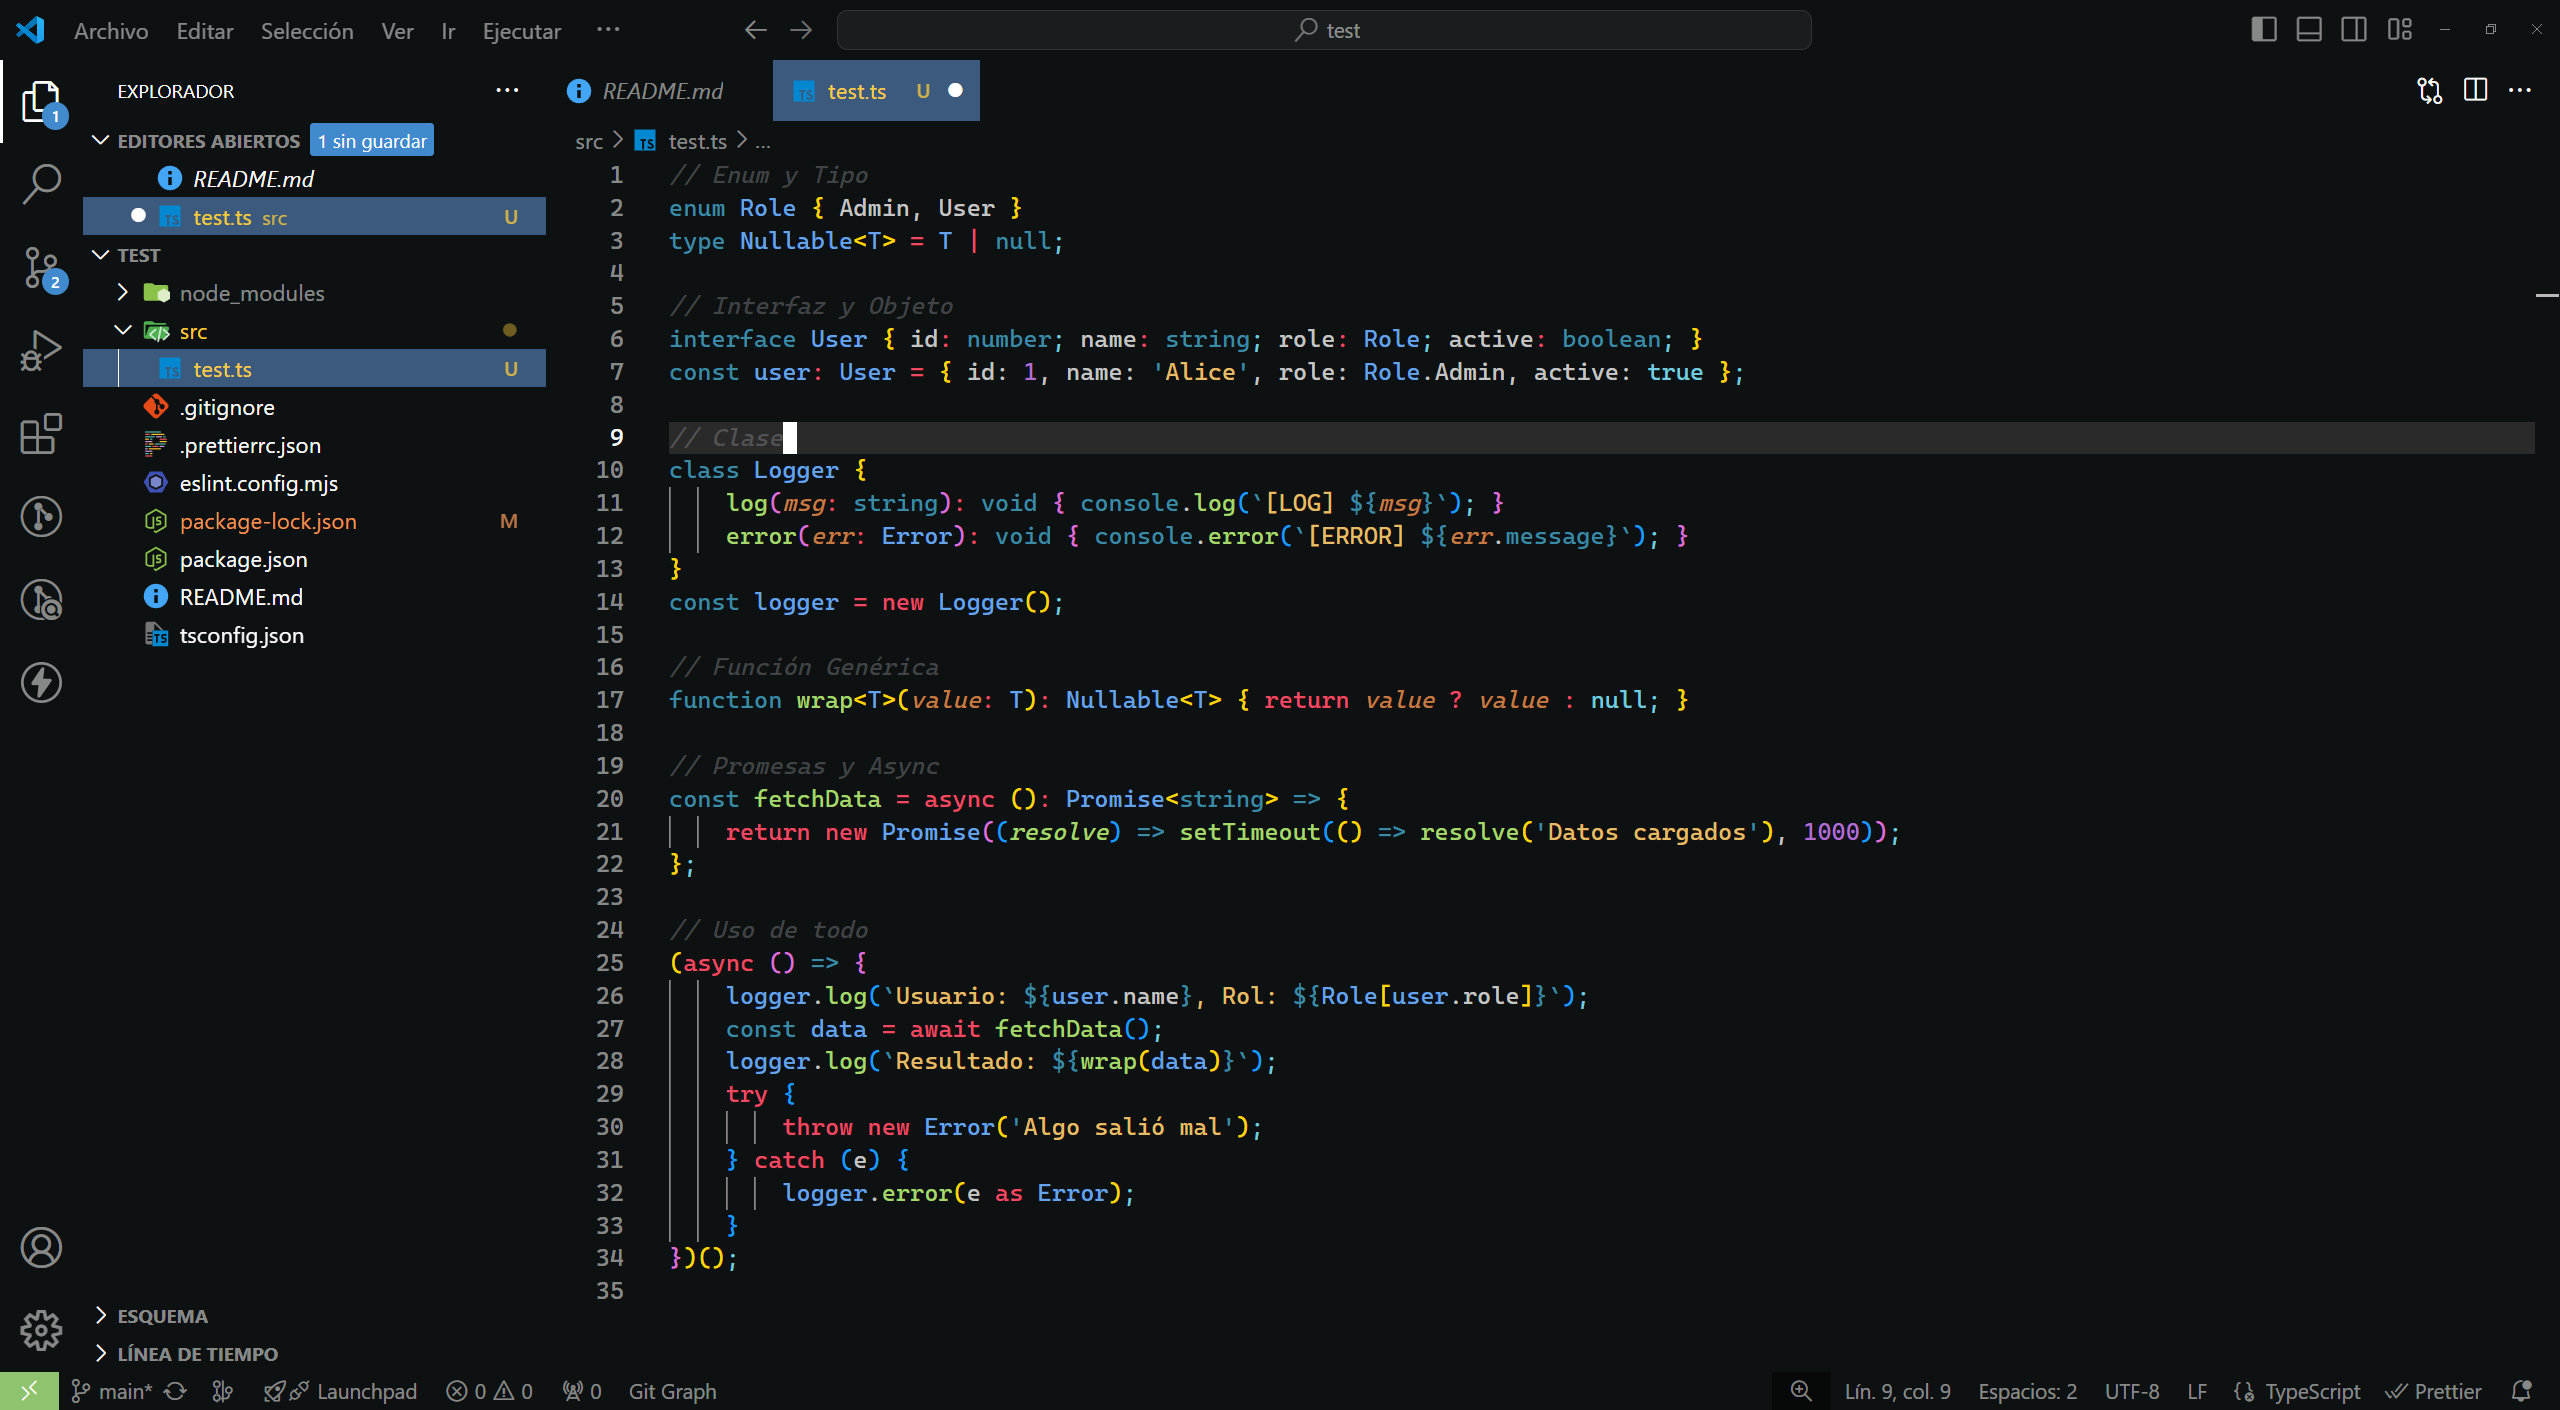 Archivo Editar Selección Ver Ir Ejecutar ···
test
EXPLORADOR ···
EDITORES ABIERTOS 1 sin guardar
README.md
TS test.ts src U
TEST
node_modules
src
TS test.ts U
.gitignore
.prettierrc.json
eslint.config.mjs
JS package-lock.json M
JS package.json
README.md
TS tsconfig.json
ESQUEMA
LÍNEA DE TIEMPO
1
2
README.md
TS test.ts U
src > TS test.ts > ...
1 // Enum y Tipo
2 enum Role { Admin, User }
3 type Nullable<T> = T | null;
4
5 // Interfaz y Objeto
6 interface User { id: number; name: string; role: Role; active: boolean; }
7 const user: User = { id: 1, name: 'Alice', role: Role.Admin, active: true };
8
9 // Clase
10 class Logger {
11     log(msg: string): void { console.log(`[LOG] ${msg}`); }
12     error(err: Error): void { console.error(`[ERROR] ${err.message}`); }
13 }
14 const logger = new Logger();
15
16 // Función Genérica
17 function wrap<T>(value: T): Nullable<T> { return value ? value : null; }
18
19 // Promesas y Async
20 const fetchData = async (): Promise<string> => {
21     return new Promise((resolve) => setTimeout(() => resolve('Datos cargados'), 1000));
22 };
23
24 // Uso de todo
25 (async () => {
26     logger.log(`Usuario: ${user.name}, Rol: ${Role[user.role]}`);
27     const data = await fetchData();
28     logger.log(`Resultado: ${wrap(data)}`);
29     try {
30         throw new Error('Algo salió mal');
31     } catch (e) {
32         logger.error(e as Error);
33     }
34 })();
35
main* Launchpad 0 0 0 Git Graph
Lín. 9, col. 9 Espacios: 2 UTF-8 LF TypeScript Prettier